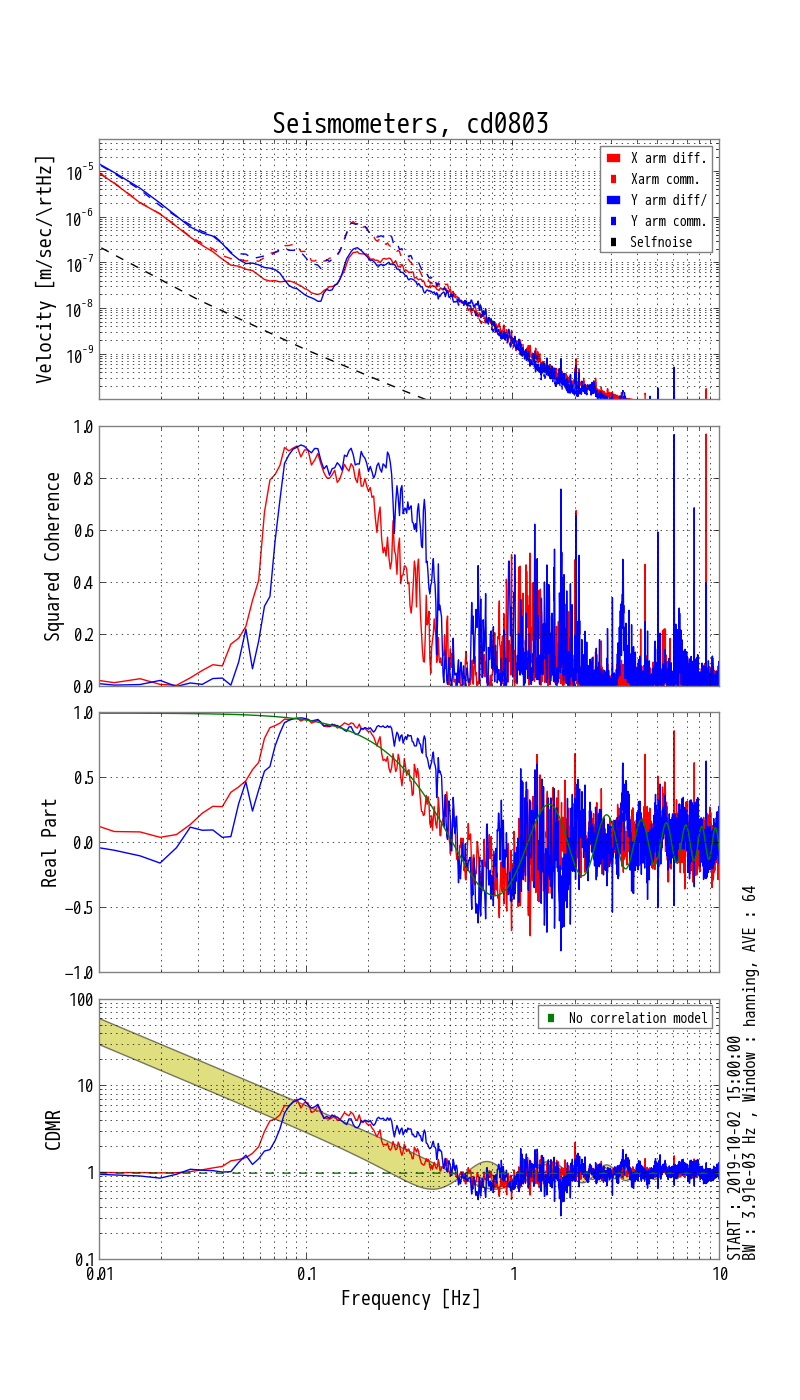 Seismometers, cd0803
Velocity [m/sec/\rtHz]
10^-5
10^-6
10^-7
10^-8
10^-9
X arm diff.
Xarm comm.
Y arm diff/
Y arm comm.
Selfnoise
Squared Coherence
1.0
0.8
0.6
0.4
0.2
0.0
Real Part
1.0
0.5
0.0
−0.5
−1.0
CDMR
100
10
1
0.1
No correlation model
0.01
0.1
1
10
Frequency [Hz]
START : 2019-10-02 15:00:00
BW : 3.91e-03 Hz , Window : hanning, AVE : 64